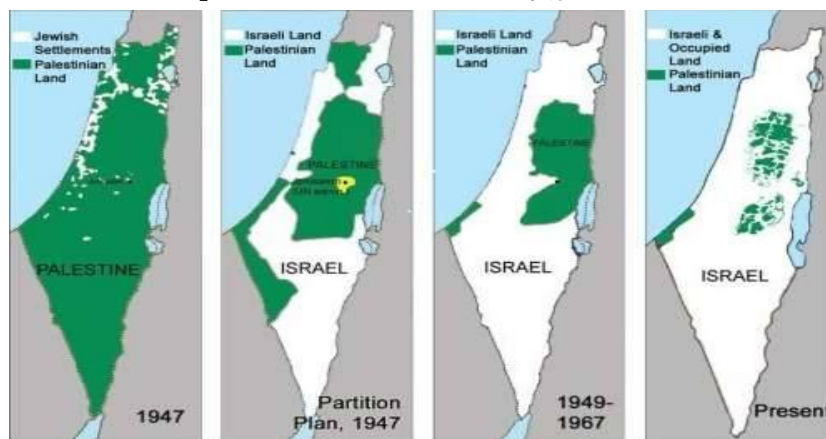 Jewish
Settlements
Palestinian
Land
PALESTINE
1947
Israeli Land
Palestinian
Land
PALESTINE
ISRAEL
Partition
Plan, 1947
Israeli Land
Palestinian
Land
PALESTINE
ISRAEL
1949-
1967
Israeli &
Occupied
Land
Palestinian
Land
ISRAEL
Present